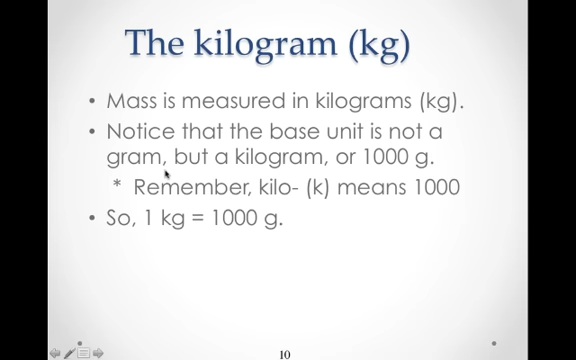 The kilogram (kg)
• Mass is measured in kilograms (kg).
• Notice that the base unit is not a
gram, but a kilogram, or 1000 g.
* Remember, kilo- (k) means 1000
• So, 1 kg = 1000 g.
10